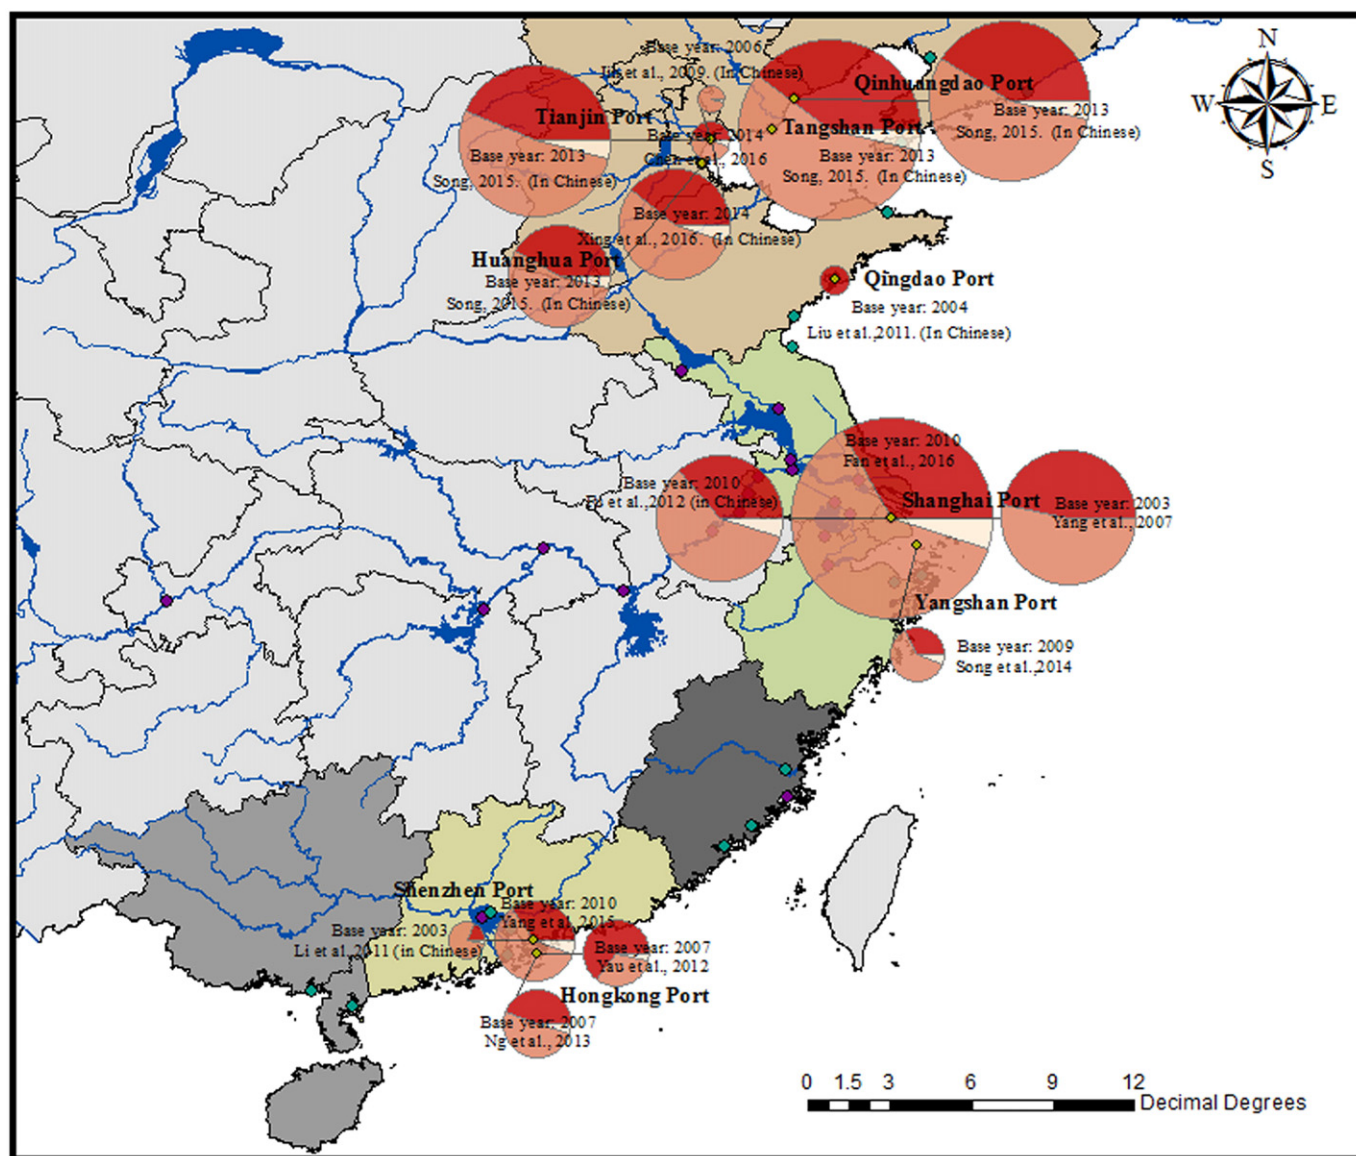 N
W E
S
Base year: 2006
et al., 2009. (In Chinese)
Qinhuangdao Port
Base year: 2013
Song, 2015. (In Chinese)
Tianjin Port
Base year: 2013
Song, 2015. (In Chinese)
Base year: 2014
Chen et al., 2016
Tangshan Port
Base year: 2013
Song, 2015. (In Chinese)
Base year: 2014
Xing et al., 2016. (In Chinese)
Huanghua Port
Base year: 2013
Song, 2015. (In Chinese)
Qingdao Port
Base year: 2004
Liu et al.,2011. (In Chinese)
Base year: 2010
Fan et al., 2016
Base year: 2010
et al.,2012 (in Chinese)
Shanghai Port
Base year: 2003
Yang et al., 2007
Yangshan Port
Base year: 2009
Song et al.,2014
Shenzhen Port
Base year: 2010
Yang et al, 2015
Base year: 2003
Li et al, 2011 (in Chinese)
Base year: 2007
Yau et al., 2012
Hongkong Port
Base year: 2007
Ng et al., 2013
0 1.5 3 6 9 12
Decimal Degrees